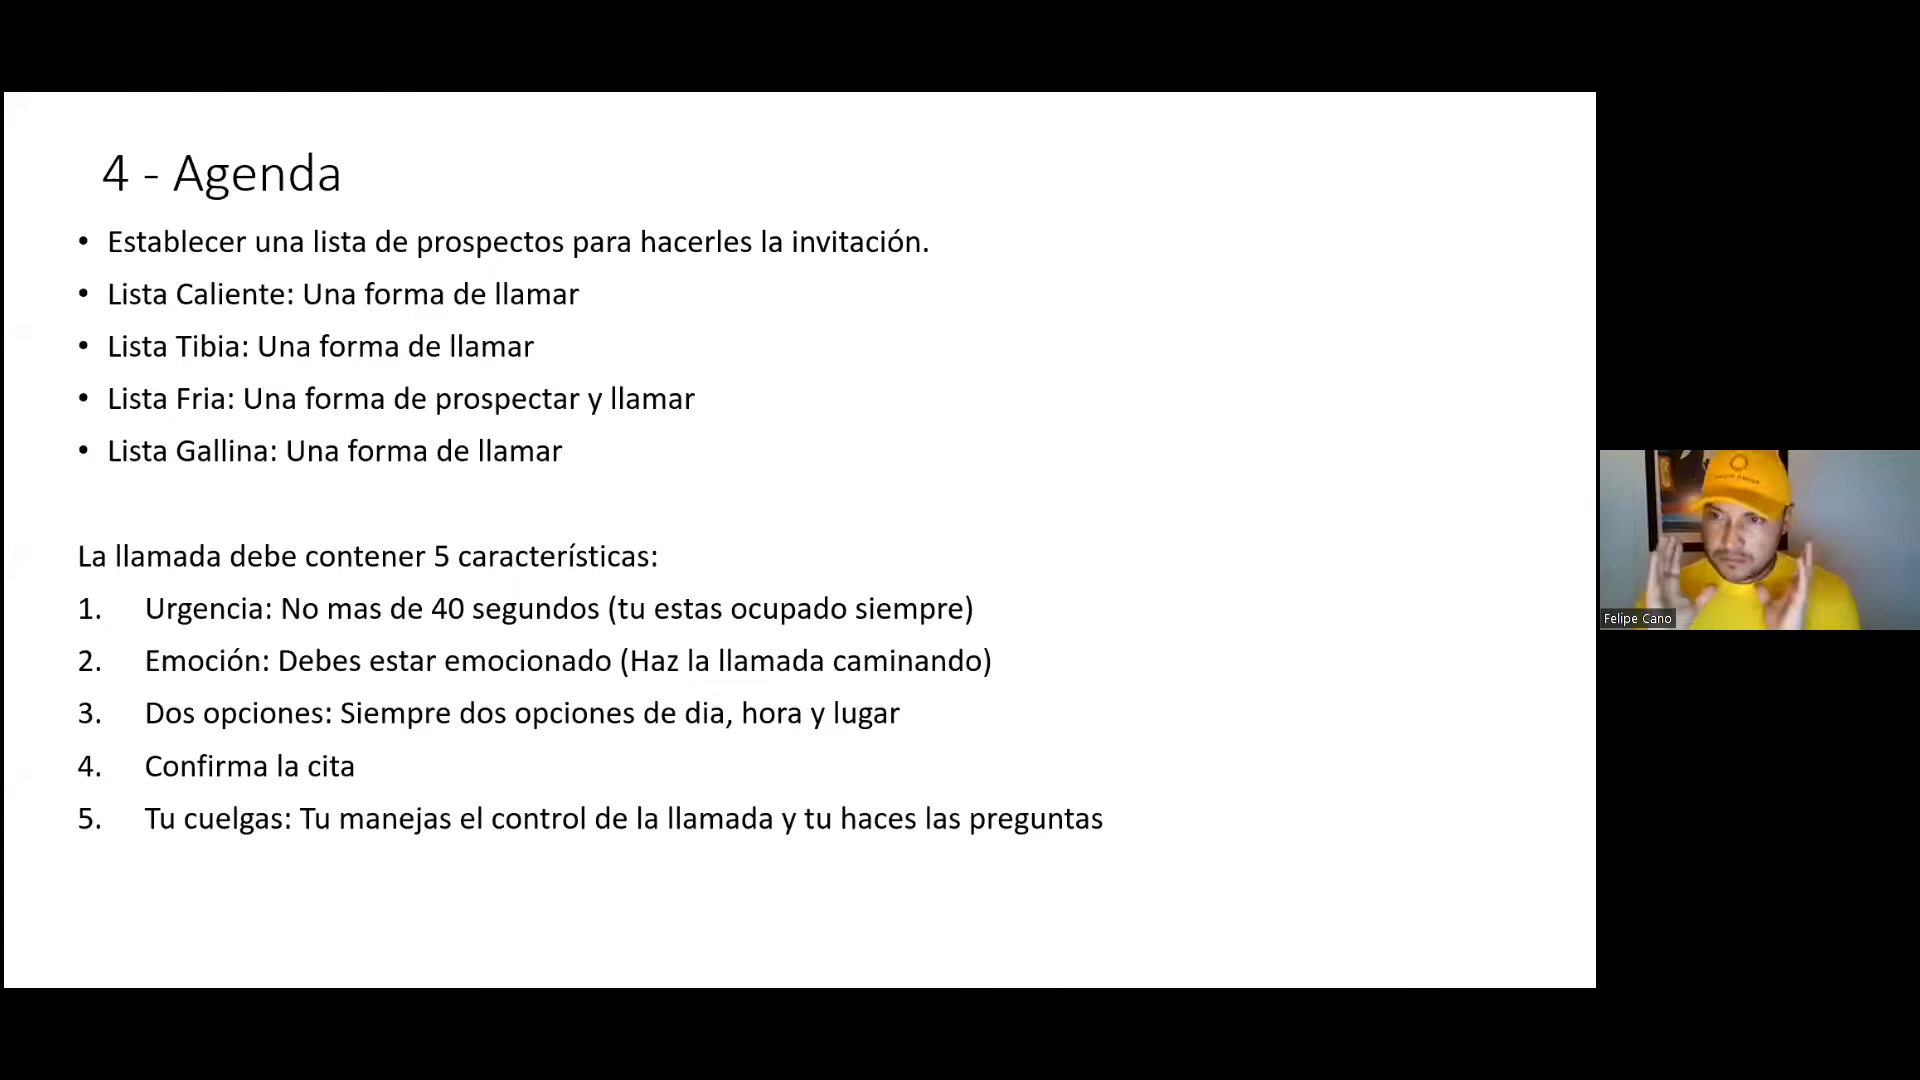 4 - Agenda
• Establecer una lista de prospectos para hacerles la invitación.
• Lista Caliente: Una forma de llamar
• Lista Tibia: Una forma de llamar
• Lista Fria: Una forma de prospectar y llamar
• Lista Gallina: Una forma de llamar
La llamada debe contener 5 características:
1. Urgencia: No mas de 40 segundos (tu estas ocupado siempre)
2. Emoción: Debes estar emocionado (Haz la llamada caminando)
3. Dos opciones: Siempre dos opciones de dia, hora y lugar
4. Confirma la cita
5. Tu cuelgas: Tu manejas el control de la llamada y tu haces las preguntas
Felipe Cano